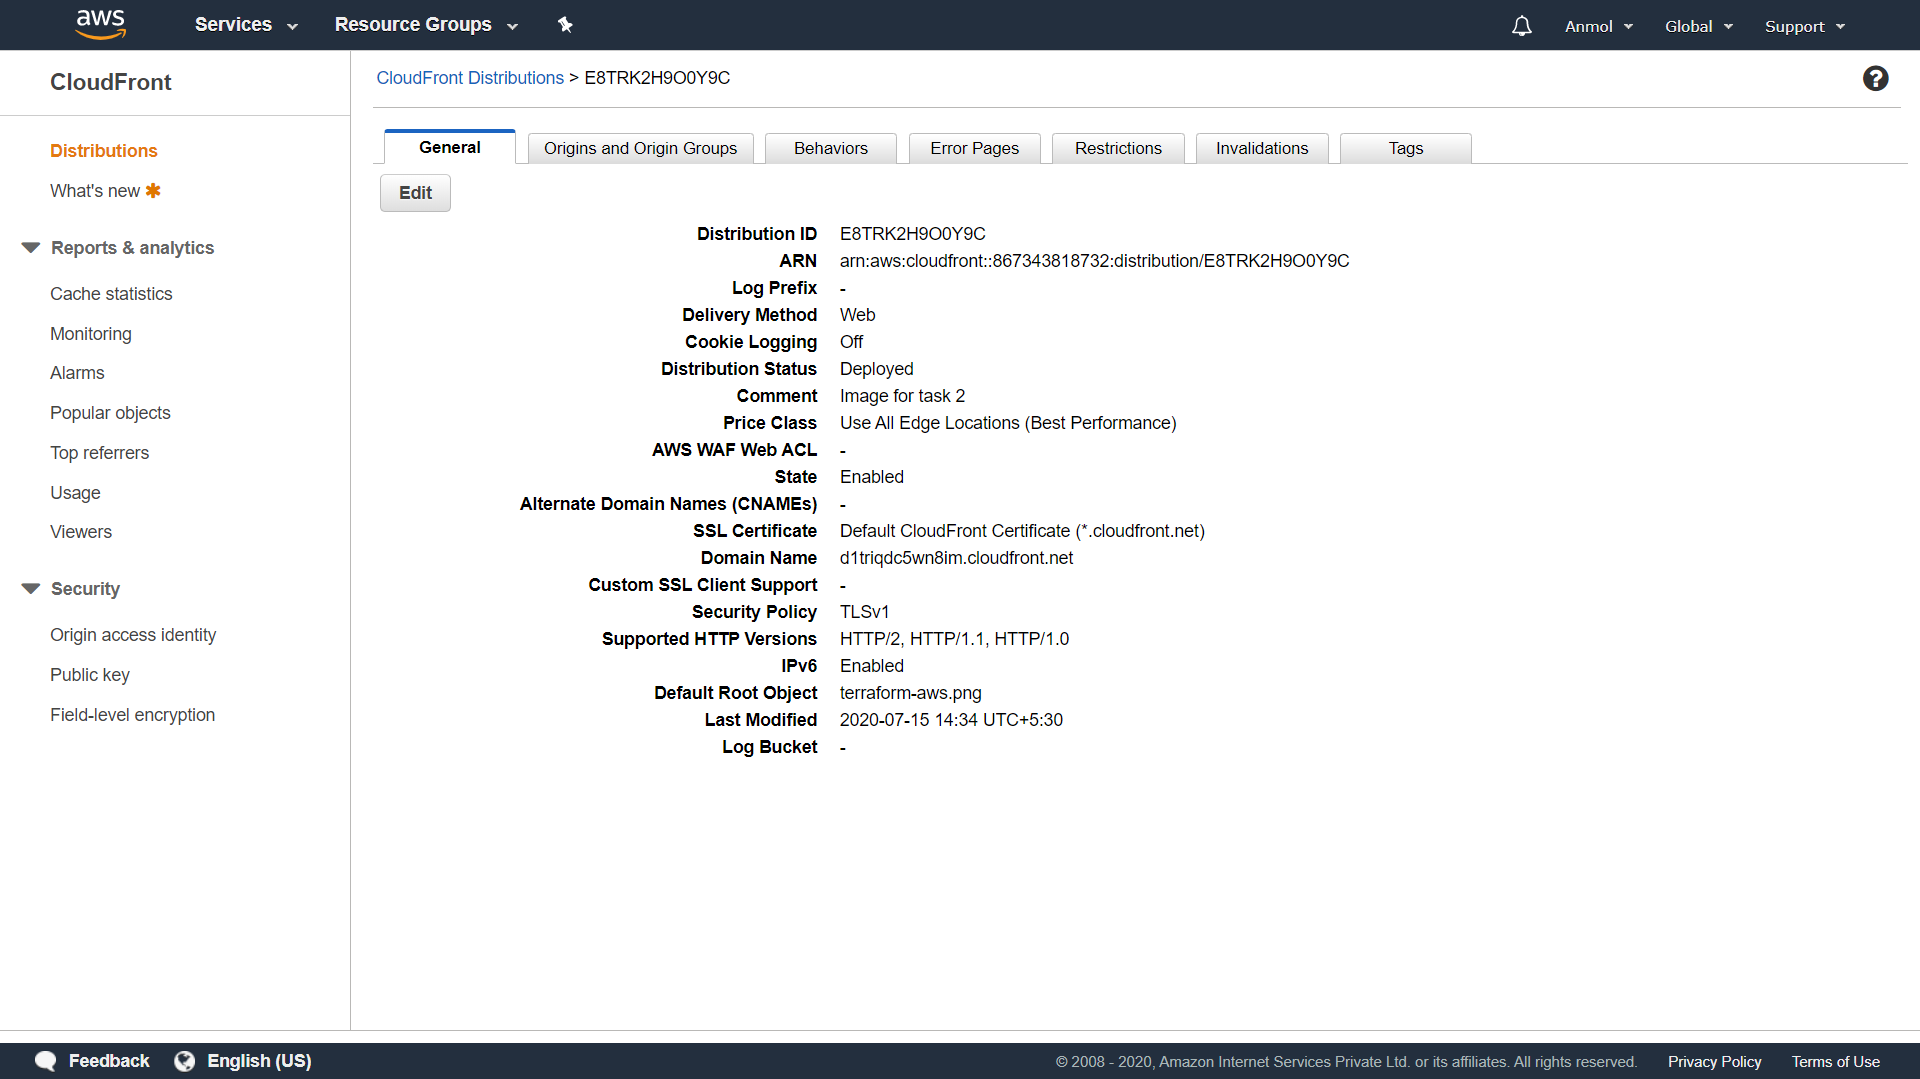 aws Services Resource Groups Anmol Global Support
CloudFront
Distributions
What's new
Reports & analytics
Cache statistics
Monitoring
Alarms
Popular objects
Top referrers
Usage
Viewers
Security
Origin access identity
Public key
Field-level encryption
CloudFront Distributions > E8TRK2H9O0Y9C
General Origins and Origin Groups Behaviors Error Pages Restrictions Invalidations Tags
Edit
Distribution ID E8TRK2H9O0Y9C
ARN arn:aws:cloudfront::867343818732:distribution/E8TRK2H9O0Y9C
Log Prefix -
Delivery Method Web
Cookie Logging Off
Distribution Status Deployed
Comment Image for task 2
Price Class Use All Edge Locations (Best Performance)
AWS WAF Web ACL -
State Enabled
Alternate Domain Names (CNAMEs) -
SSL Certificate Default CloudFront Certificate (*.cloudfront.net)
Domain Name d1triqdc5wn8im.cloudfront.net
Custom SSL Client Support -
Security Policy TLSv1
Supported HTTP Versions HTTP/2, HTTP/1.1, HTTP/1.0
IPv6 Enabled
Default Root Object terraform-aws.png
Last Modified 2020-07-15 14:34 UTC+5:30
Log Bucket -
Feedback English (US) © 2008 - 2020, Amazon Internet Services Private Ltd. or its affiliates. All rights reserved. Privacy Policy Terms of Use